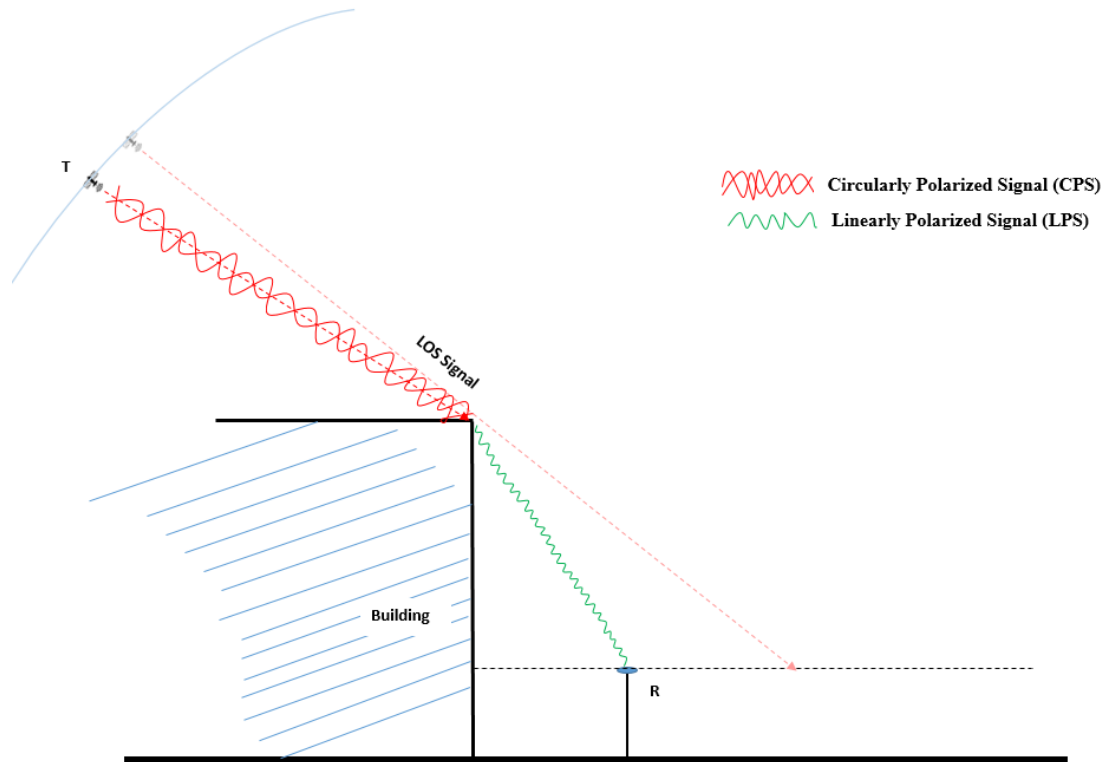 T
Circularly Polarized Signal (CPS)
Linearly Polarized Signal (LPS)
LOS Signal
Building
R